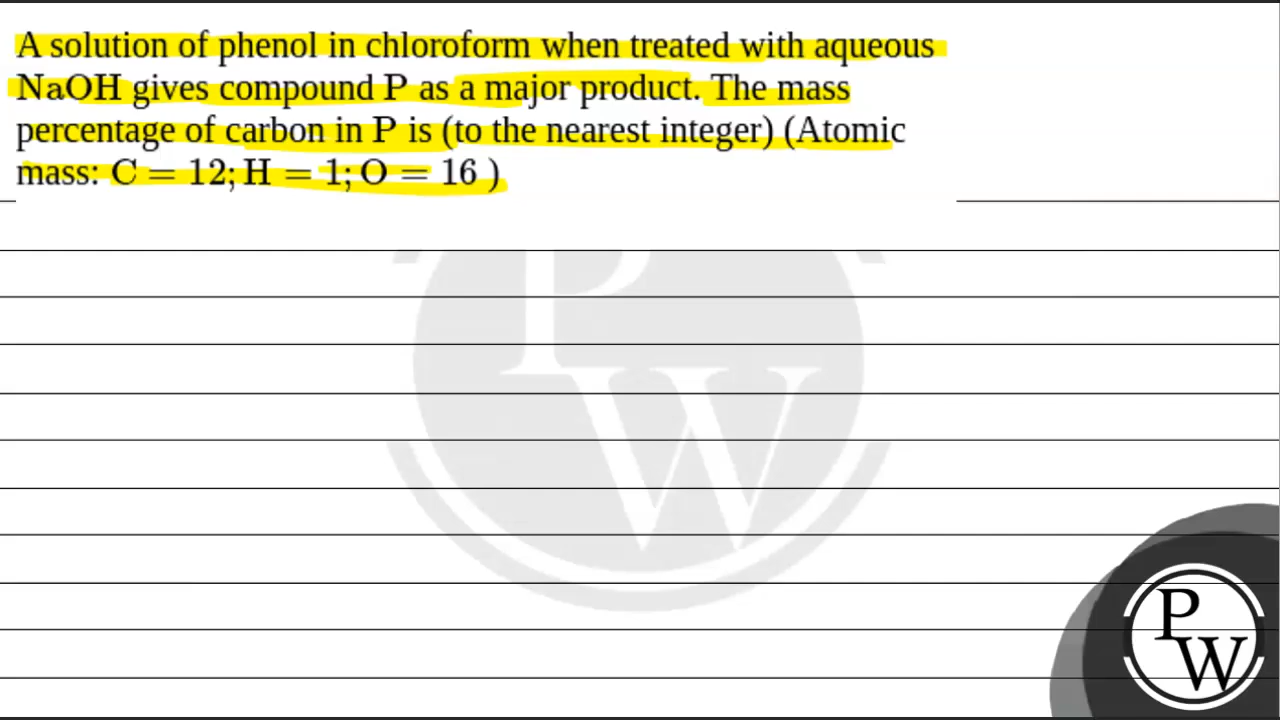 A solution of phenol in chloroform when treated with aqueous
NaOH gives compound P as a major product. The mass
percentage of carbon in P is (to the nearest integer) (Atomic
mass: C = 12; H = 1; O = 16 )
P
W
P
W